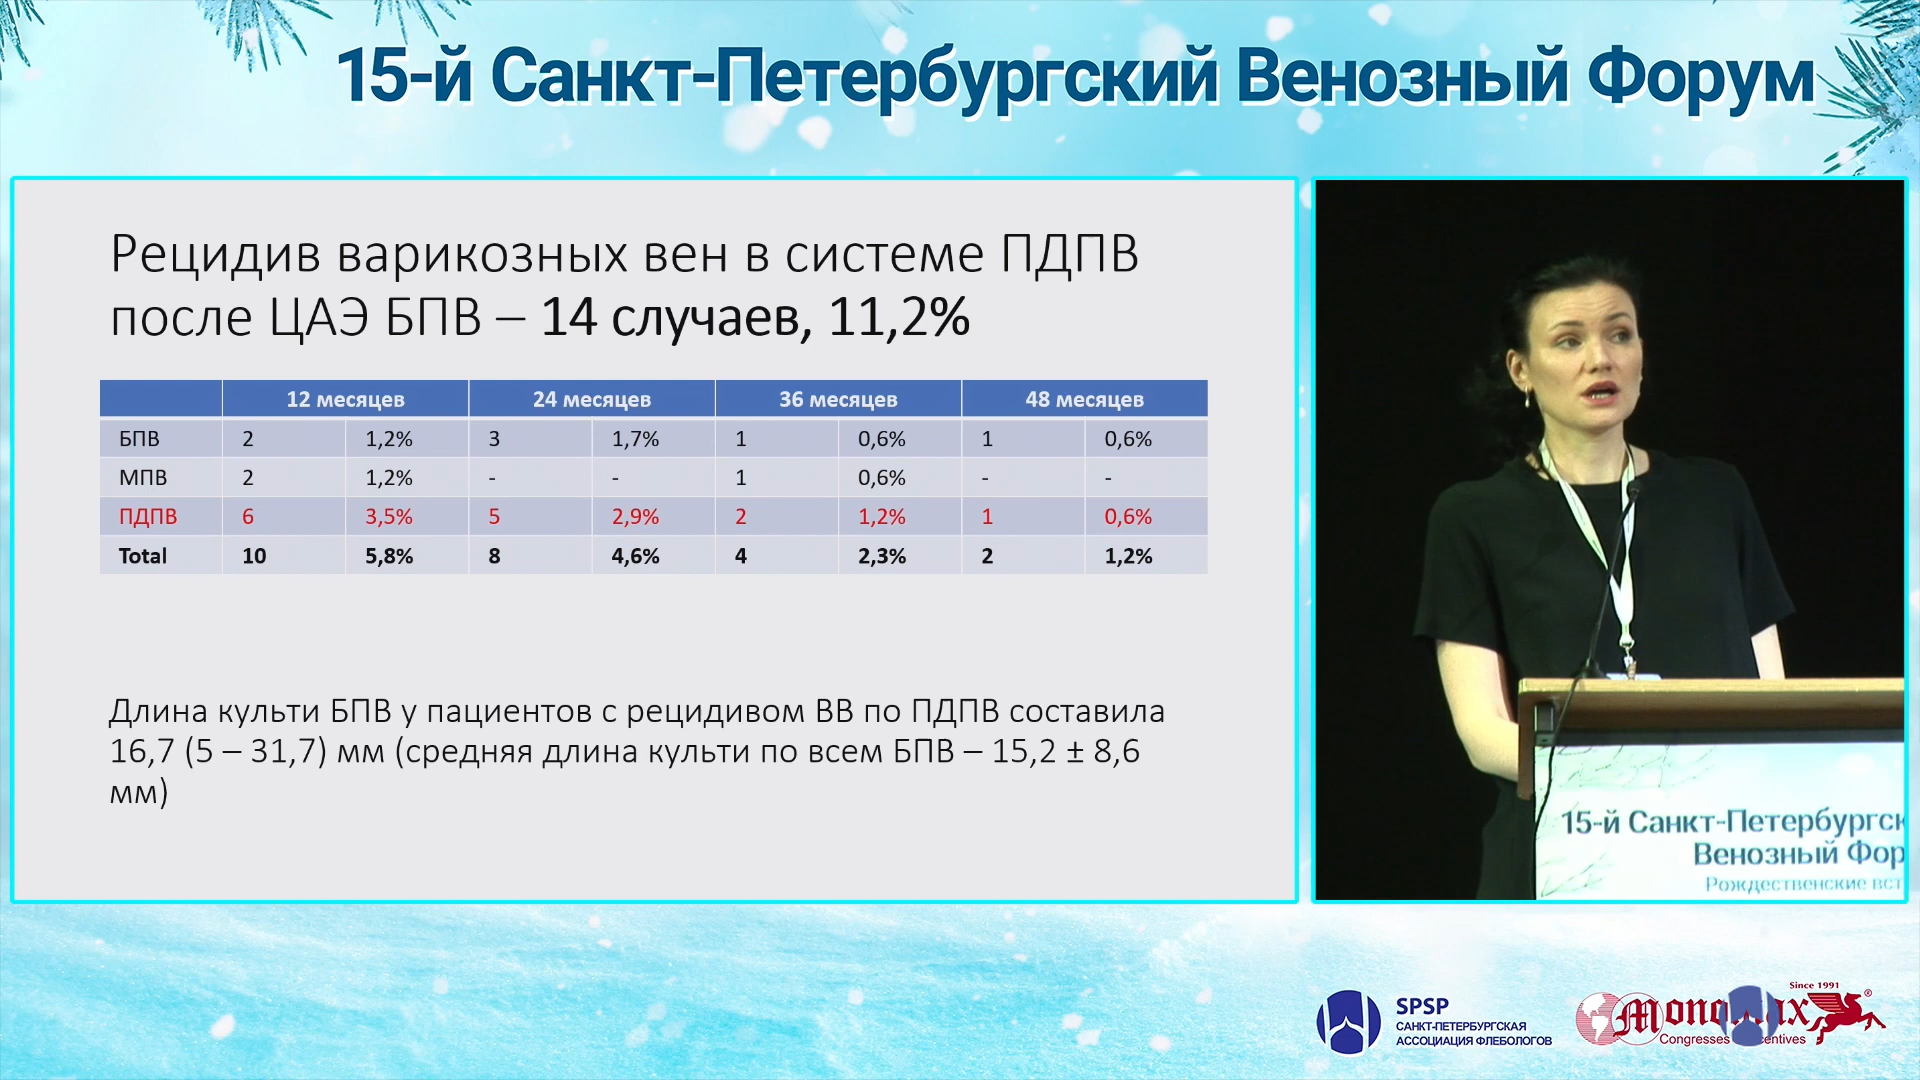 15-й Санкт-Петербургский Венозный Форум
Рецидив варикозных вен в системе ПДПВ
после ЦАЭ БПВ – 14 случаев, 11,2%
12 месяцев 24 месяцев 36 месяцев 48 месяцев
БПВ 2 1,2% 3 1,7% 1 0,6% 1 0,6%
МПВ 2 1,2% - - 1 0,6% - -
ПДПВ 6 3,5% 5 2,9% 2 1,2% 1 0,6%
Total 10 5,8% 8 4,6% 4 2,3% 2 1,2%
Длина культи БПВ у пациентов с рецидивом ВВ по ПДПВ составила
16,7 (5 – 31,7) мм (средняя длина культи по всем БПВ – 15,2 ± 8,6
мм)
15-й Санкт-Петербургск
Венозный Фор
Рождественские вст
SPSP
САНКТ-ПЕТЕРБУРГСКАЯ
АССОЦИАЦИЯ ФЛЕБОЛОГОВ
Since 1991
®
Congresses